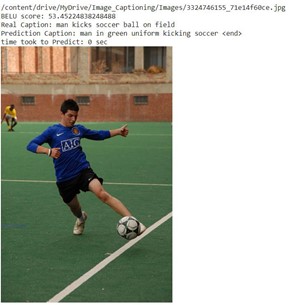 /content/drive/MyDrive/Image_Captioning/Images/3324746155_71e14f60ce.jpg
BELU score: 53.45224838248488
Real Caption: man kicks soccer ball on field
Prediction Caption: man in green uniform kicking soccer <end>
time took to Predict: 0 sec
AIG